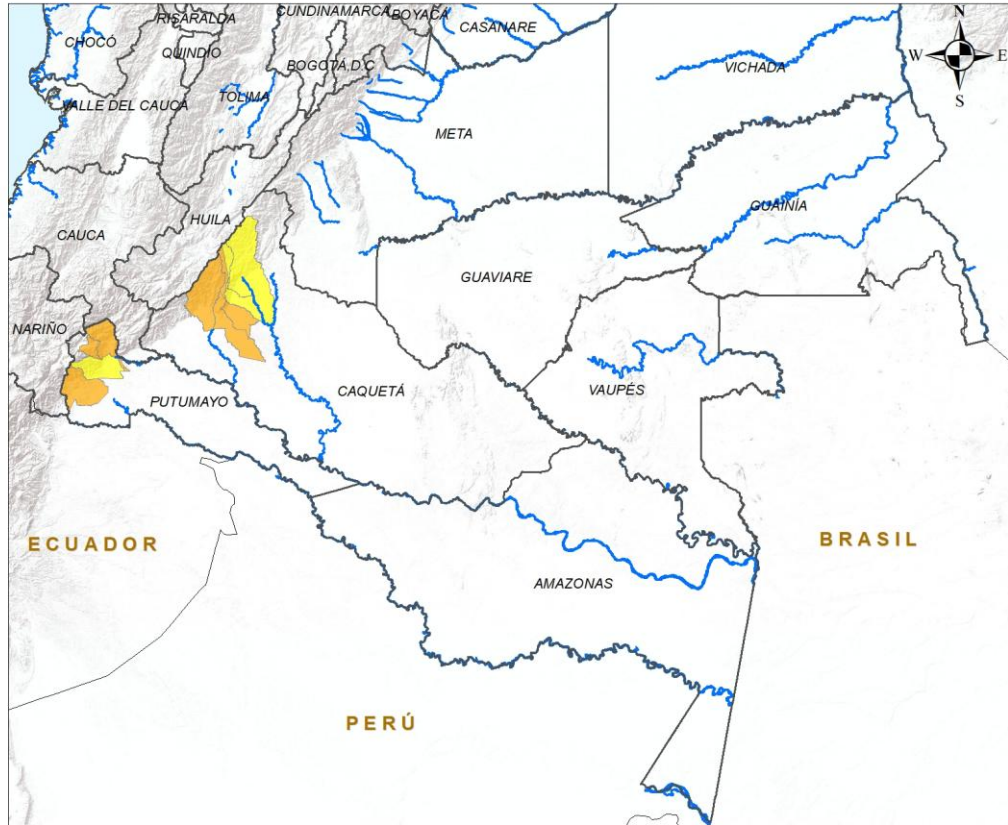 RISARALDA
CUNDINAMARCA
BOYACÁ
CASANARE
N
CHOCÓ
QUINDÍO
BOGOTÁ D.C
W
E
VICHADA
S
VALLE DEL CAUCA
TOLIMA
META
HUILA
GUAINÍA
CAUCA
GUAVIARE
NARIÑO
CAQUETÁ
VAUPÉS
PUTUMAYO
ECUADOR
BRASIL
AMAZONAS
PERÚ